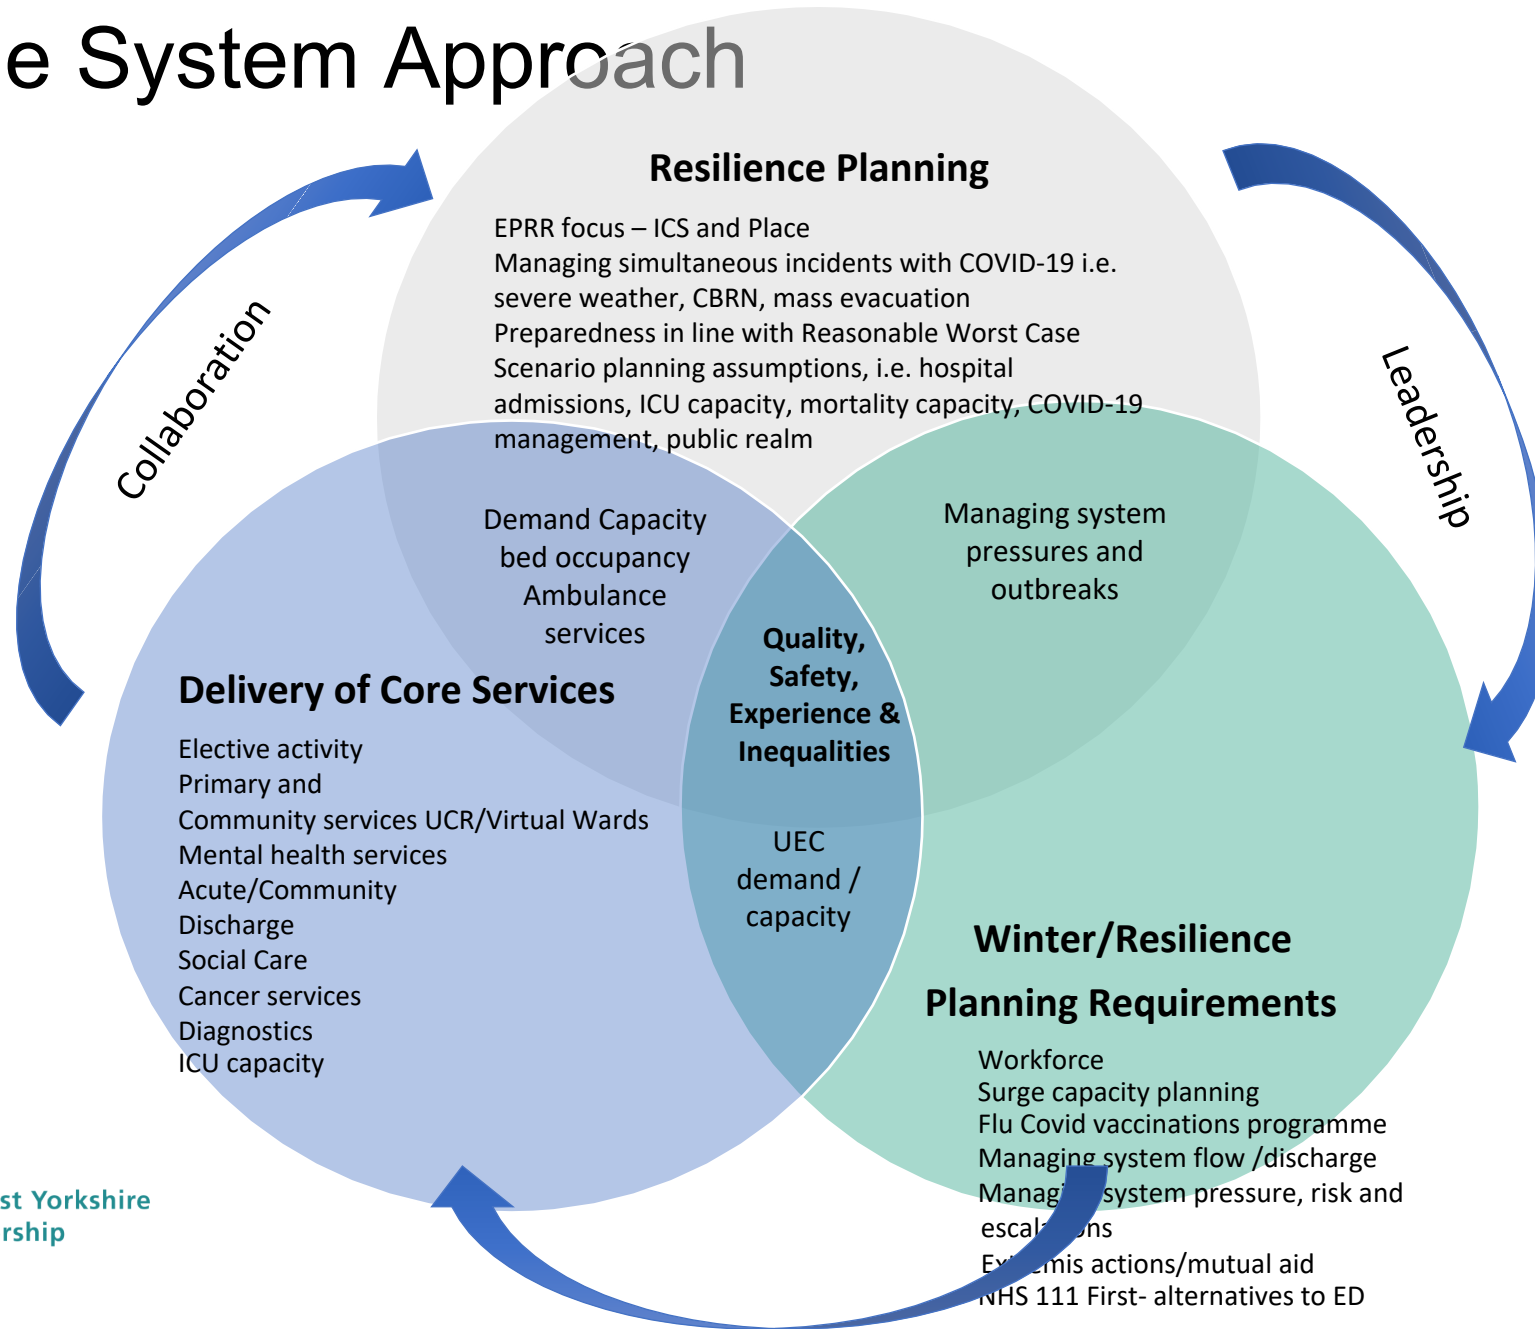 e System Approach
Resilience Planning
EPRR focus – ICS and Place
Managing simultaneous incidents with COVID-19 i.e.
severe weather, CBRN, mass evacuation
Preparedness in line with Reasonable Worst Case
Scenario planning assumptions, i.e. hospital
admissions, ICU capacity, mortality capacity, COVID-19
management, public realm
Collaboration
Leadership
Demand Capacity
bed occupancy
Ambulance
services
Managing system
pressures and
outbreaks
Quality,
Safety,
Experience &
Inequalities
UEC
demand /
capacity
Delivery of Core Services
Elective activity
Primary and
Community services UCR/Virtual Wards
Mental health services
Acute/Community
Discharge
Social Care
Cancer services
Diagnostics
ICU capacity
Winter/Resilience
Planning Requirements
Workforce
Surge capacity planning
Flu Covid vaccinations programme
Managing system flow /discharge
Managing system pressure, risk and
escalations
Extremis actions/mutual aid
NHS 111 First- alternatives to ED
st Yorkshire
rship